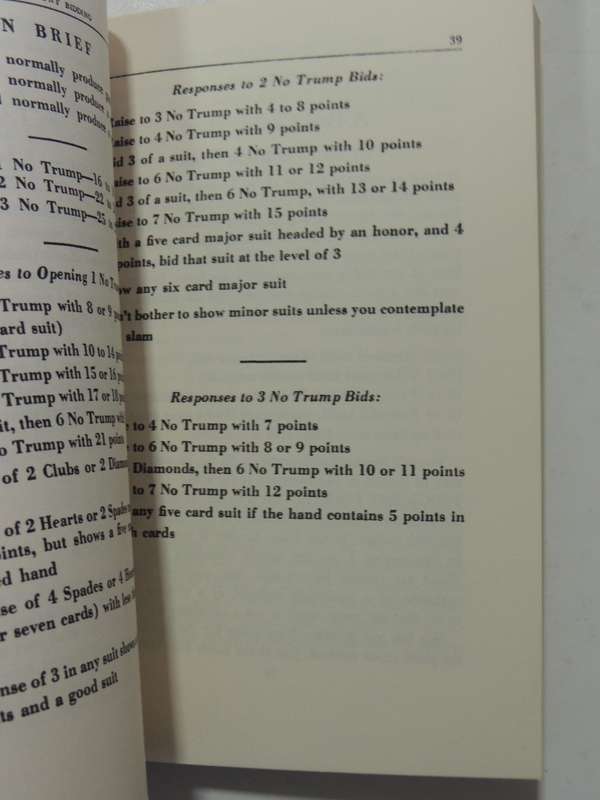 BIDDING
N BRIEF
normally produce
normally produce
normally produce
1 No Trump—16
2 No Trump—22
3 No Trump—25
es to Opening 1 No
Trump with 8 or 9
ard suit)
Trump with 10 to 14
Trump with 15 or 16
Trump with 17 or 18
it, then 6 No Trump
o Trump with 21 points
of 2 Clubs or 2
of 2 Hearts or 2 Spades
ints, but shows a five
ed hand
se of 4 Spades or 4
r seven cards) with less
nse of 3 in any suit shows
ts and a good suit
39
Responses to 2 No Trump Bids:
aise to 3 No Trump with 4 to 8 points
aise to 4 No Trump with 9 points
id 3 of a suit, then 4 No Trump with 10 points
aise to 6 No Trump with 11 or 12 points
d 3 of a suit, then 6 No Trump, with 13 or 14 points
ise to 7 No Trump with 15 points
th a five card major suit headed by an honor, and 4
points, bid that suit at the level of 3
ow any six card major suit
n't bother to show minor suits unless you contemplate
slam
Responses to 3 No Trump Bids:
to 4 No Trump with 7 points
to 6 No Trump with 8 or 9 points
Diamonds, then 6 No Trump with 10 or 11 points
to 7 No Trump with 12 points
any five card suit if the hand contains 5 points in
h cards